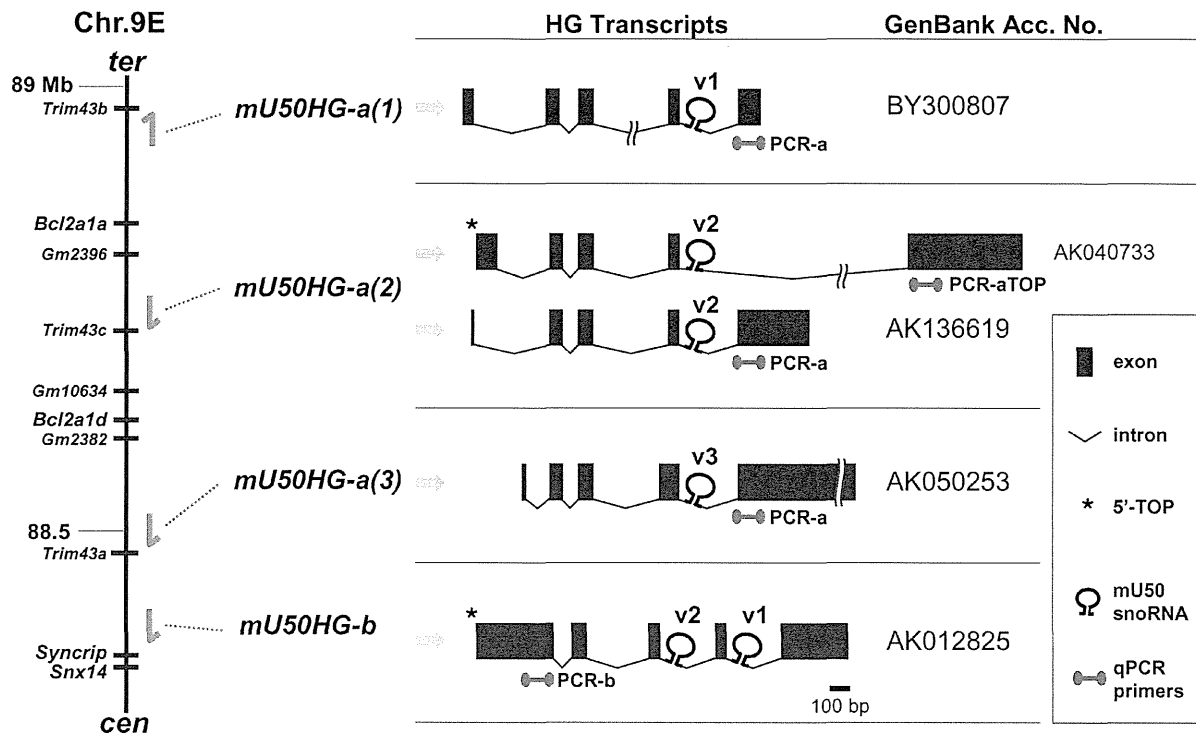 Chr.9E
HG Transcripts
GenBank Acc. No.
ter
89 Mb
Trim43b
Bcl2a1a
Gm2396
Trim43c
Gm10634
Bcl2a1d
Gm2382
88.5
Trim43a
Syncrip
Snx14
cen
mU50HG-a(1)
v1
PCR-a
BY300807
mU50HG-a(2)
*
v2
PCR-aTOP
AK040733
v2
PCR-a
AK136619
mU50HG-a(3)
v3
PCR-a
AK050253
mU50HG-b
*
v2
v1
PCR-b
100 bp
AK012825
exon
intron
* 5'-TOP
mU50
snoRNA
qPCR
primers